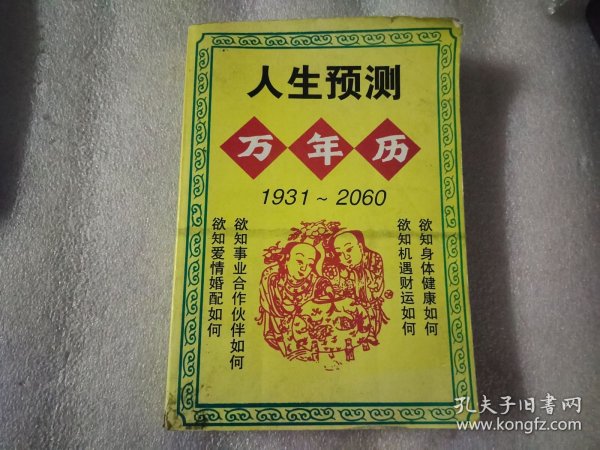 人生预测
万年历
1931~2060
欲知身体健康如何
欲知机遇财运如何
欲知事业合作伙伴如何
欲知爱情婚配如何
孔夫子旧书网
www.kongfz.com